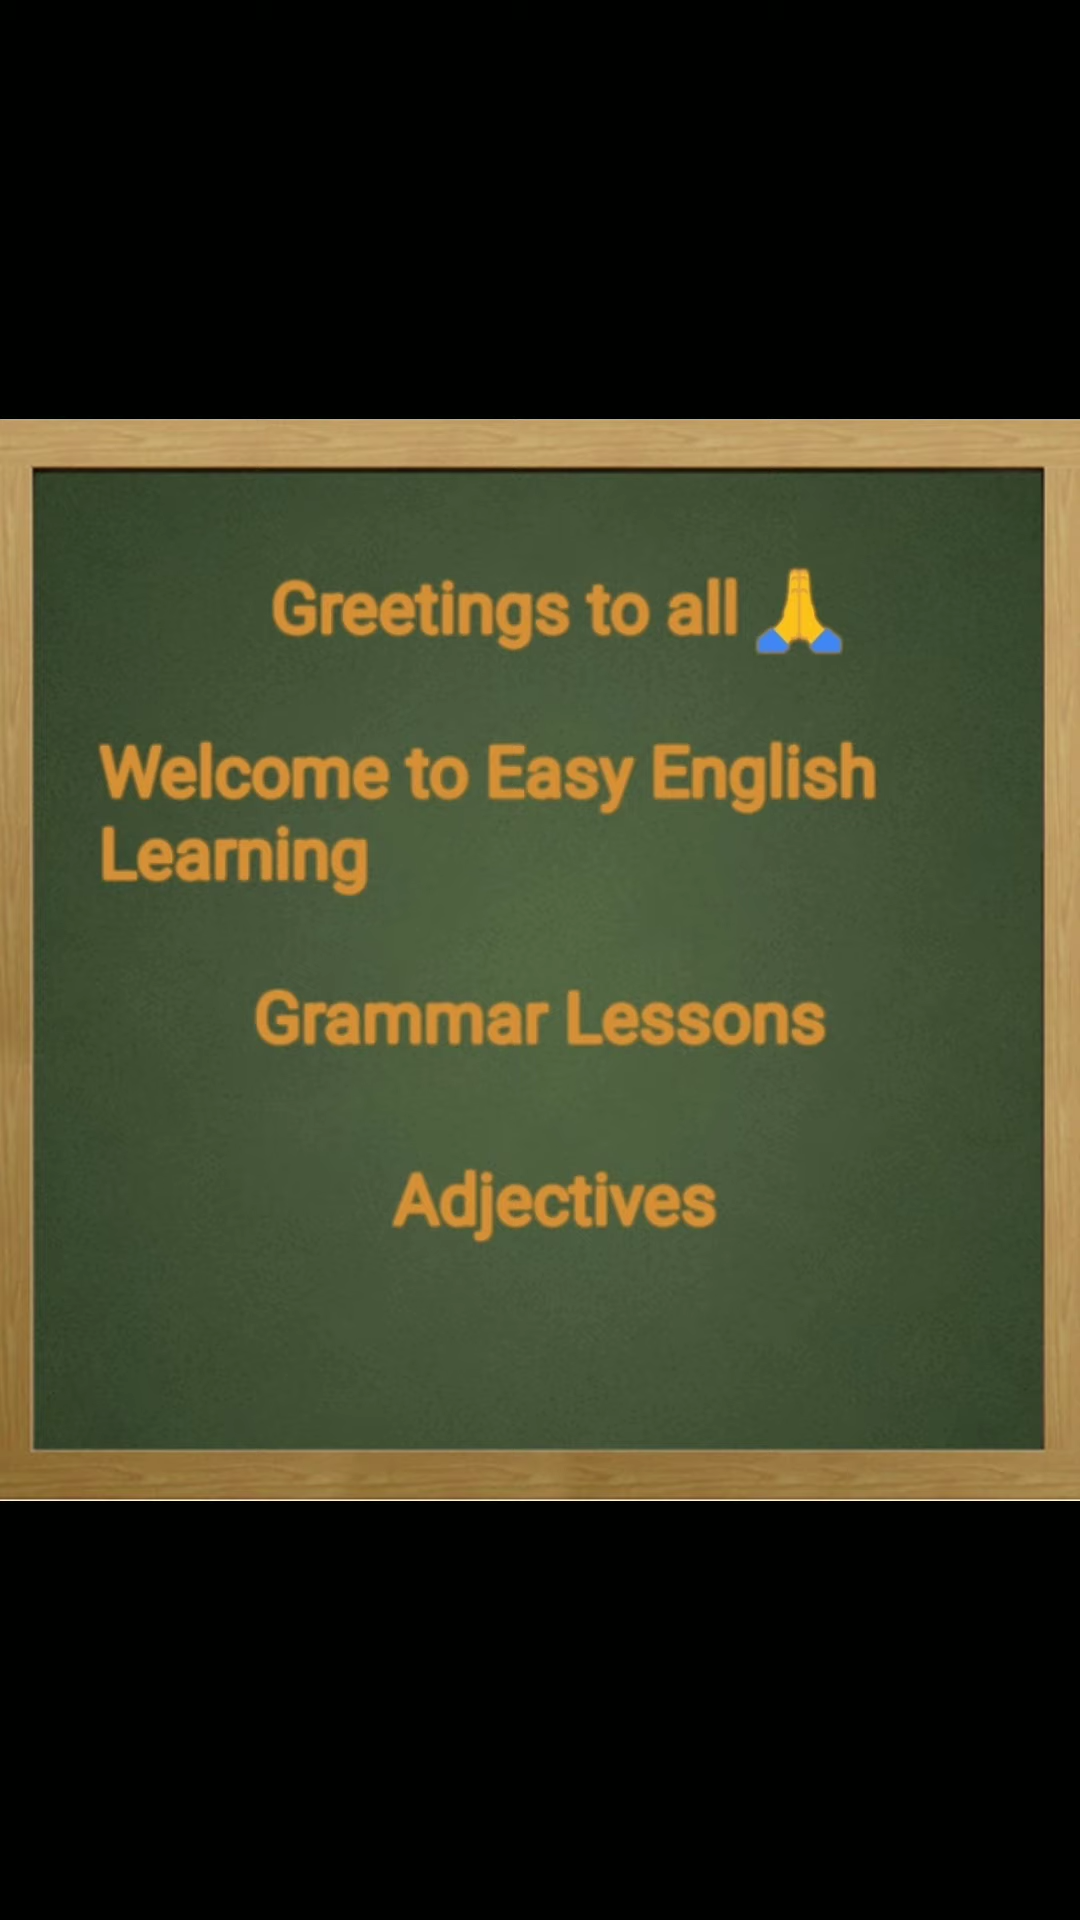 Greetings to all 🙏
Welcome to Easy English
Learning
Grammar Lessons
Adjectives